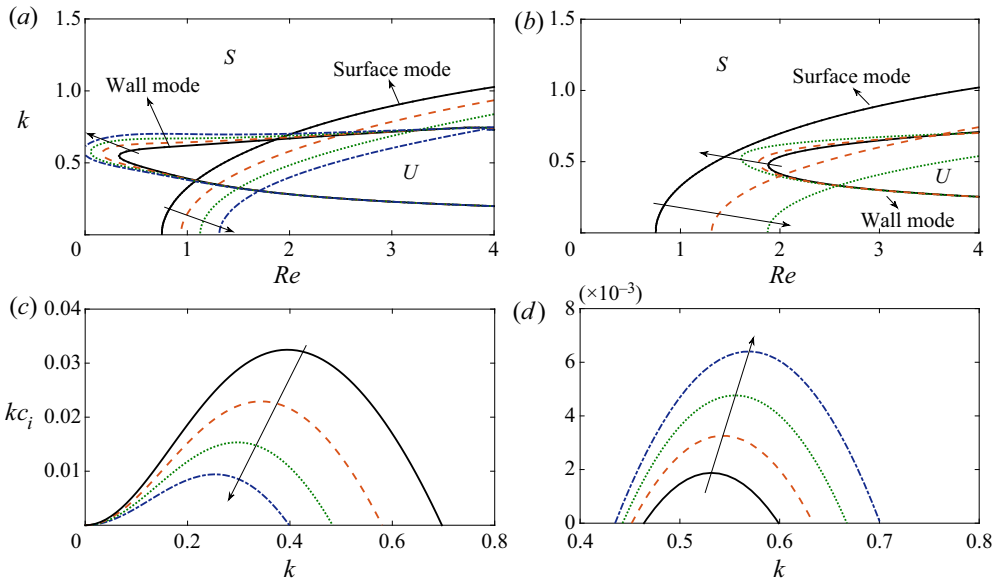 (a)
1.5
S
Surface mode
Wall mode
1.0
k
0.5
U
0
1
2
3
4
Re
(b)
1.5
S
Surface mode
1.0
0.5
U
Wall mode
0
1
2
3
4
Re
(c)
0.04
0.03
kc_i
0.02
0.01
0
0.2
0.4
0.6
0.8
k
(×10⁻³)
(d)
8
6
4
2
0
0.4
0.5
0.6
0.7
0.8
k